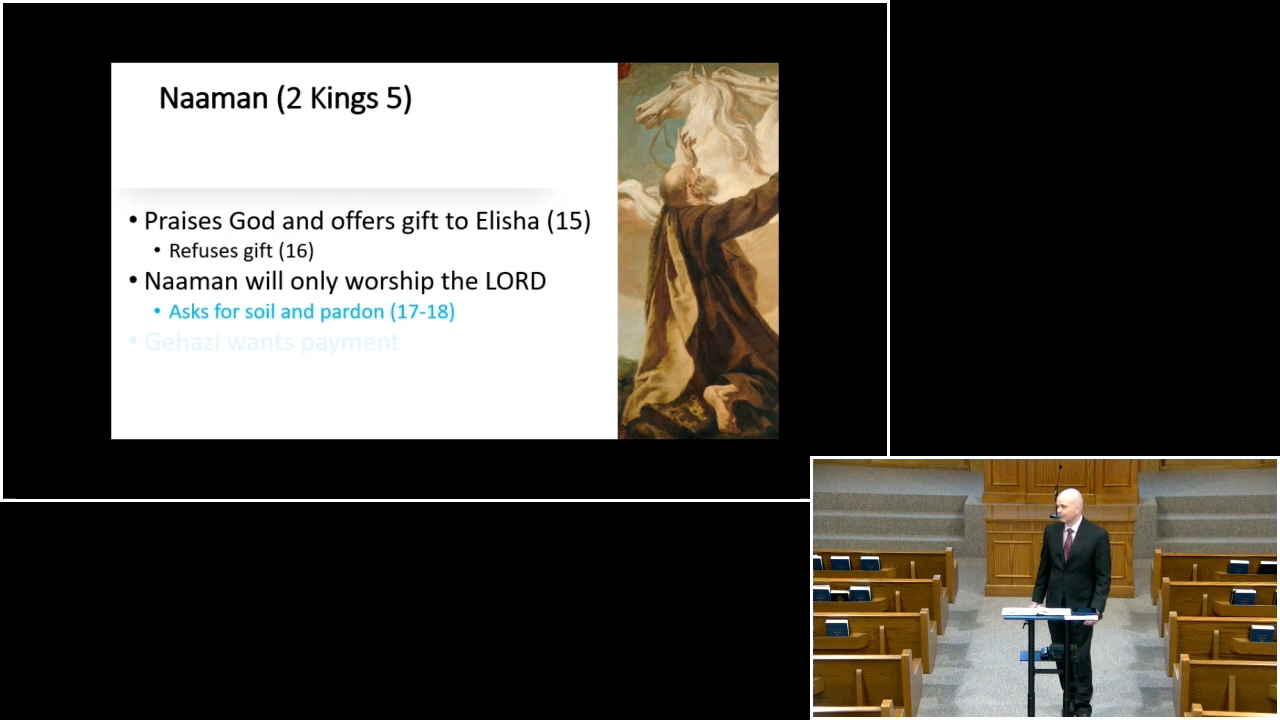 Naaman (2 Kings 5)
• Praises God and offers gift to Elisha (15)
• Refuses gift (16)
• Naaman will only worship the LORD
• Asks for soil and pardon (17-18)
• Gehazi wants payment